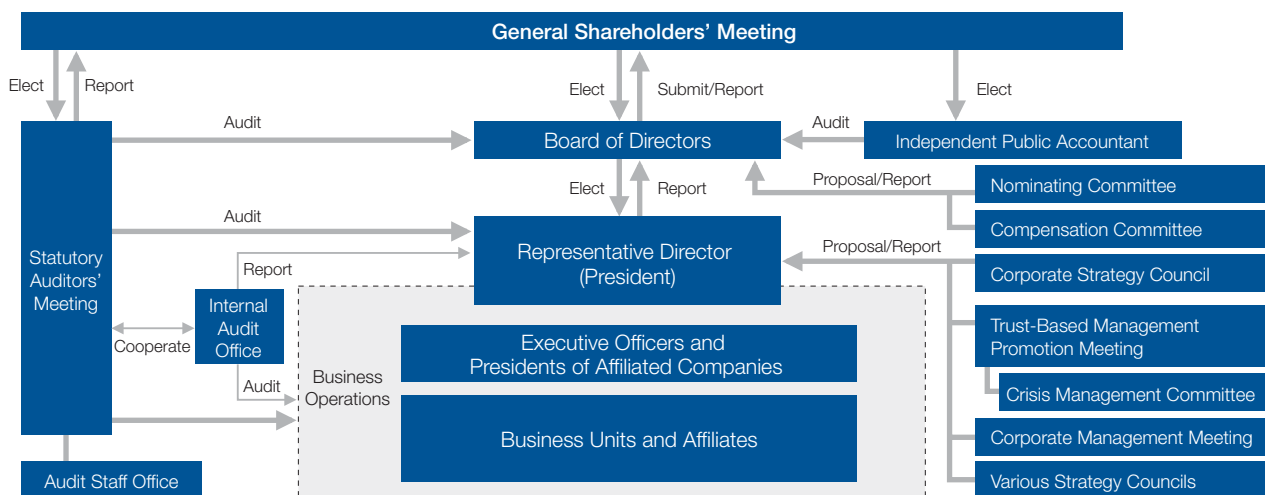 General Shareholders' Meeting
Elect
Report
Elect
Submit/Report
Elect
Audit
Board of Directors
Audit
Independent Public Accountant
Elect
Report
Proposal/Report
Nominating Committee
Compensation Committee
Audit
Statutory
Auditors'
Meeting
Representative Director
(President)
Proposal/Report
Corporate Strategy Council
Report
Internal
Audit
Office
Cooperate
Audit
Business
Operations
Executive Officers and
Presidents of Affiliated Companies
Trust-Based Management
Promotion Meeting
Crisis Management Committee
Business Units and Affiliates
Corporate Management Meeting
Various Strategy Councils
Audit Staff Office